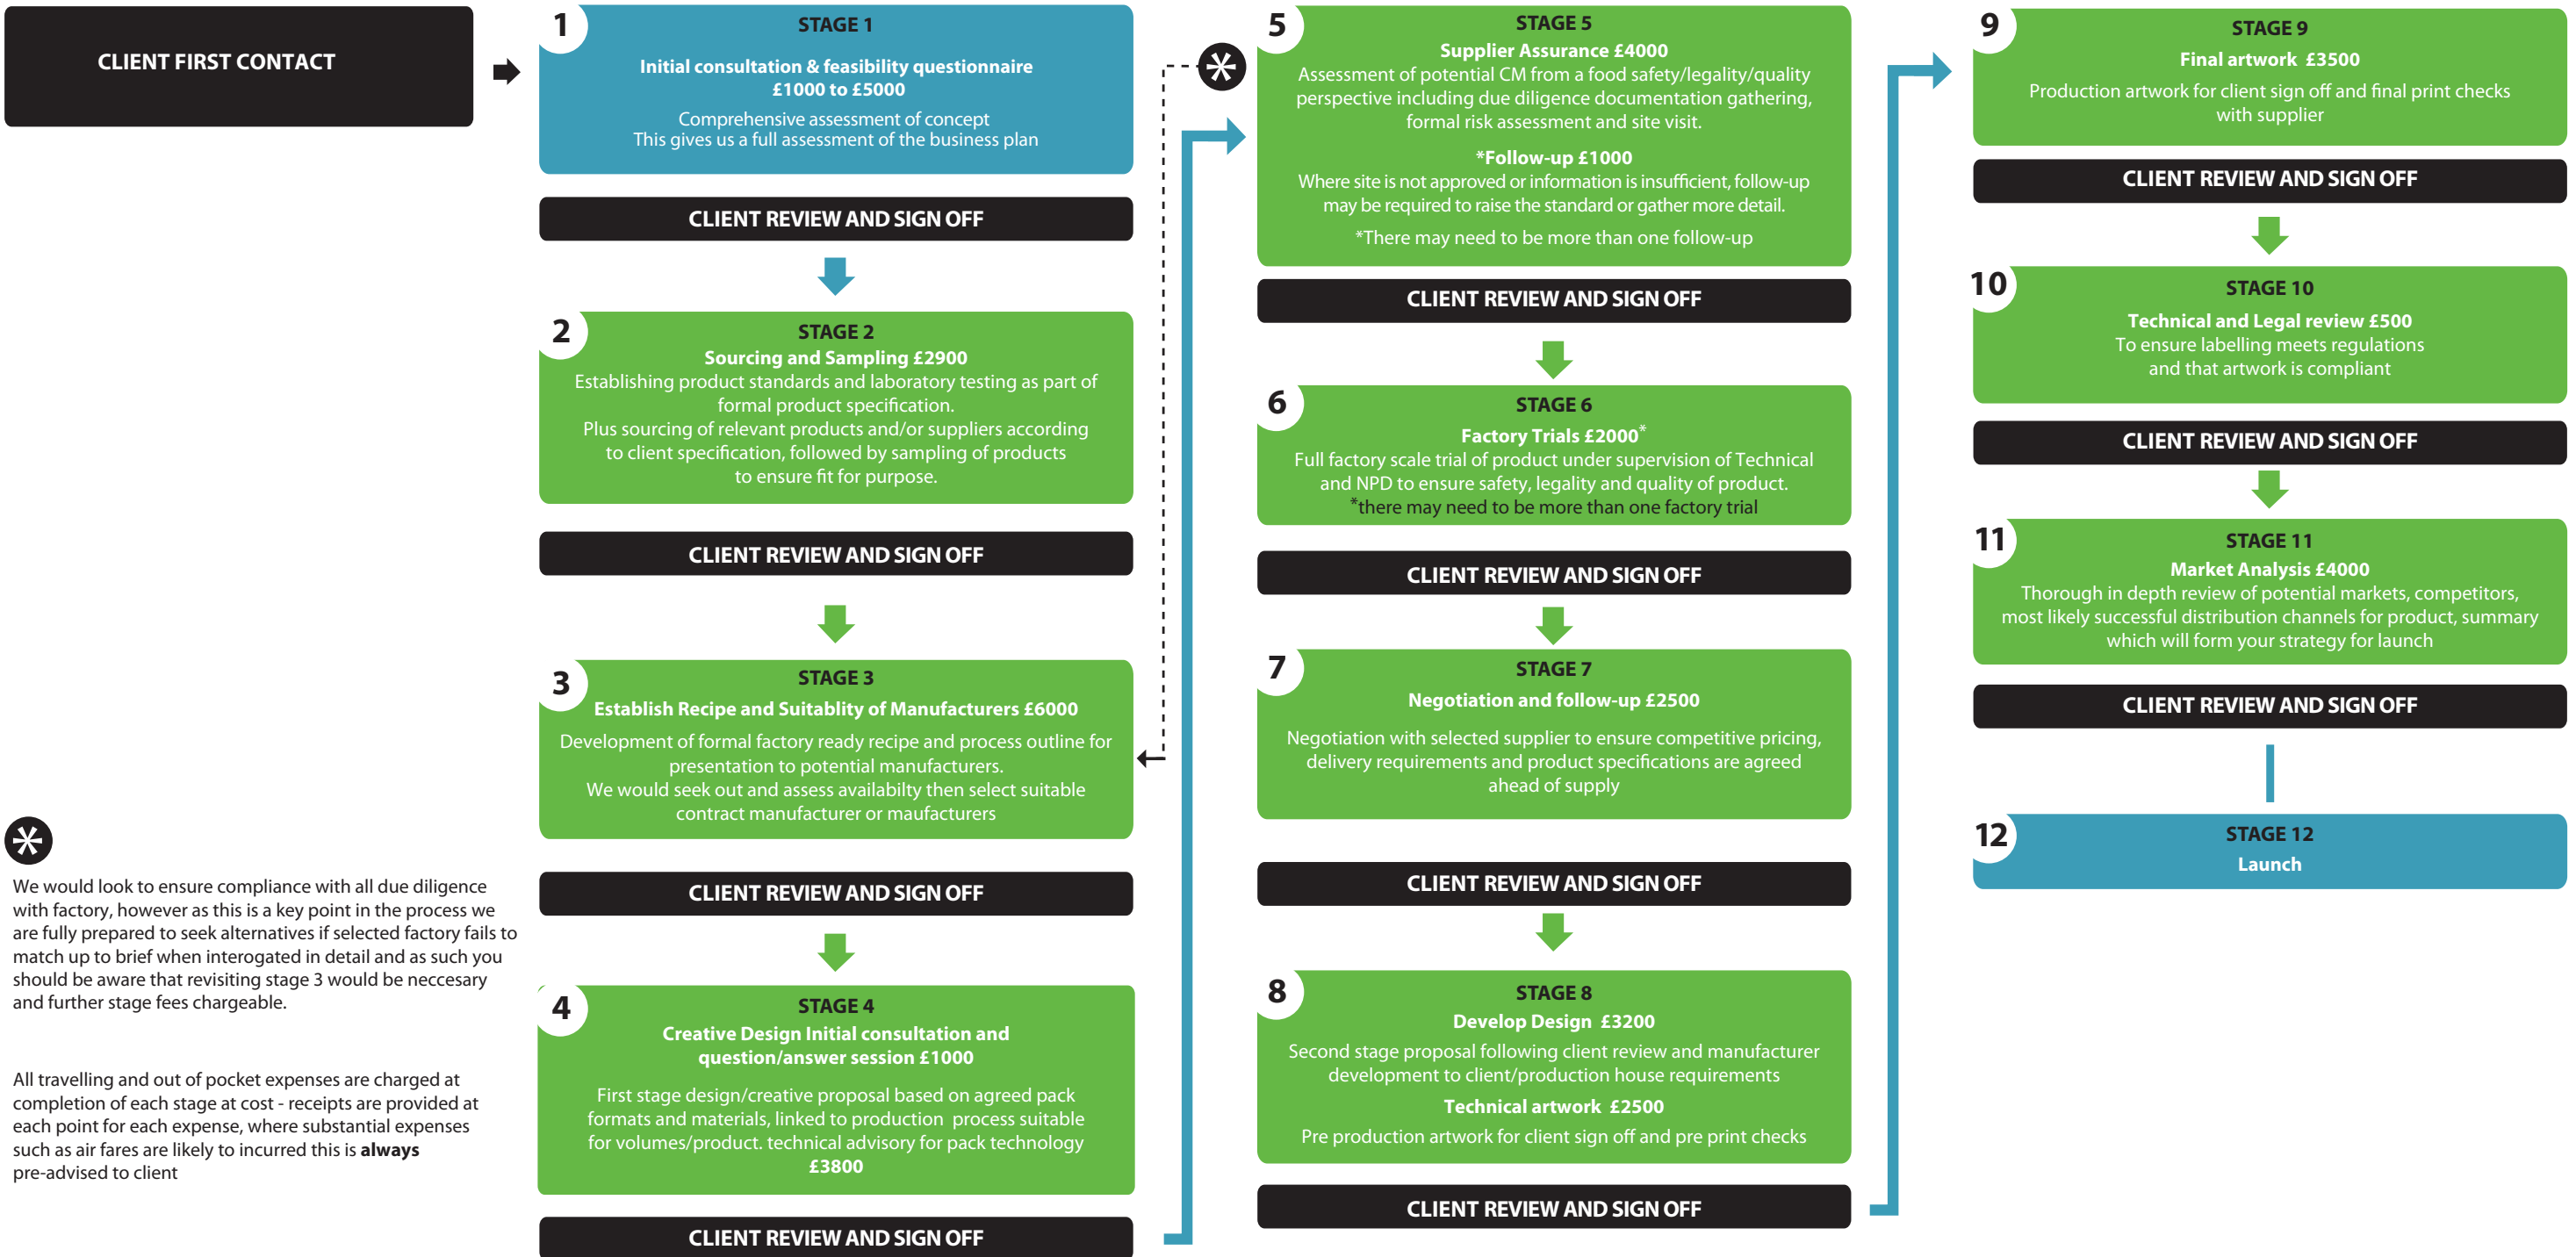 CLIENT FIRST CONTACT
1
STAGE 1
Initial consultation & feasibility questionnaire
£1000 to £5000
Comprehensive assessment of concept
This gives us a full assessment of the business plan
CLIENT REVIEW AND SIGN OFF
2
STAGE 2
Sourcing and Sampling £2900
Establishing product standards and laboratory testing as part of
formal product specification.
Plus sourcing of relevant products and/or suppliers according
to client specification, followed by sampling of products
to ensure fit for purpose.
CLIENT REVIEW AND SIGN OFF
3
STAGE 3
Establish Recipe and Suitablity of Manufacturers £6000
Development of formal factory ready recipe and process outline for
presentation to potential manufacturers.
We would seek out and assess availabilty then select suitable
contract manufacturer or maufacturers
CLIENT REVIEW AND SIGN OFF
4
STAGE 4
Creative Design Initial consultation and
question/answer session £1000
First stage design/creative proposal based on agreed pack
formats and materials, linked to production process suitable
for volumes/product. technical advisory for pack technology
£3800
CLIENT REVIEW AND SIGN OFF
*
We would look to ensure compliance with all due diligence
with factory, however as this is a key point in the process we
are fully prepared to seek alternatives if selected factory fails to
match up to brief when interogated in detail and as such you
should be aware that revisiting stage 3 would be neccesary
and further stage fees chargeable.
All travelling and out of pocket expenses are charged at
completion of each stage at cost - receipts are provided at
each point for each expense, where substantial expenses
such as air fares are likely to incurred this is always
pre-advised to client
*
5
STAGE 5
Supplier Assurance £4000
Assessment of potential CM from a food safety/legality/quality
perspective including due diligence documentation gathering,
formal risk assessment and site visit.
*Follow-up £1000
Where site is not approved or information is insufficient, follow-up
may be required to raise the standard or gather more detail.
*There may need to be more than one follow-up
CLIENT REVIEW AND SIGN OFF
6
STAGE 6
Factory Trials £2000*
Full factory scale trial of product under supervision of Technical
and NPD to ensure safety, legality and quality of product.
*there may need to be more than one factory trial
CLIENT REVIEW AND SIGN OFF
7
STAGE 7
Negotiation and follow-up £2500
Negotiation with selected supplier to ensure competitive pricing,
delivery requirements and product specifications are agreed
ahead of supply
CLIENT REVIEW AND SIGN OFF
8
STAGE 8
Develop Design £3200
Second stage proposal following client review and manufacturer
development to client/production house requirements
Technical artwork £2500
Pre production artwork for client sign off and pre print checks
CLIENT REVIEW AND SIGN OFF
9
STAGE 9
Final artwork £3500
Production artwork for client sign off and final print checks
with supplier
CLIENT REVIEW AND SIGN OFF
10
STAGE 10
Technical and Legal review £500
To ensure labelling meets regulations
and that artwork is compliant
CLIENT REVIEW AND SIGN OFF
11
STAGE 11
Market Analysis £4000
Thorough in depth review of potential markets, competitors,
most likely successful distribution channels for product, summary
which will form your strategy for launch
CLIENT REVIEW AND SIGN OFF
12
STAGE 12
Launch